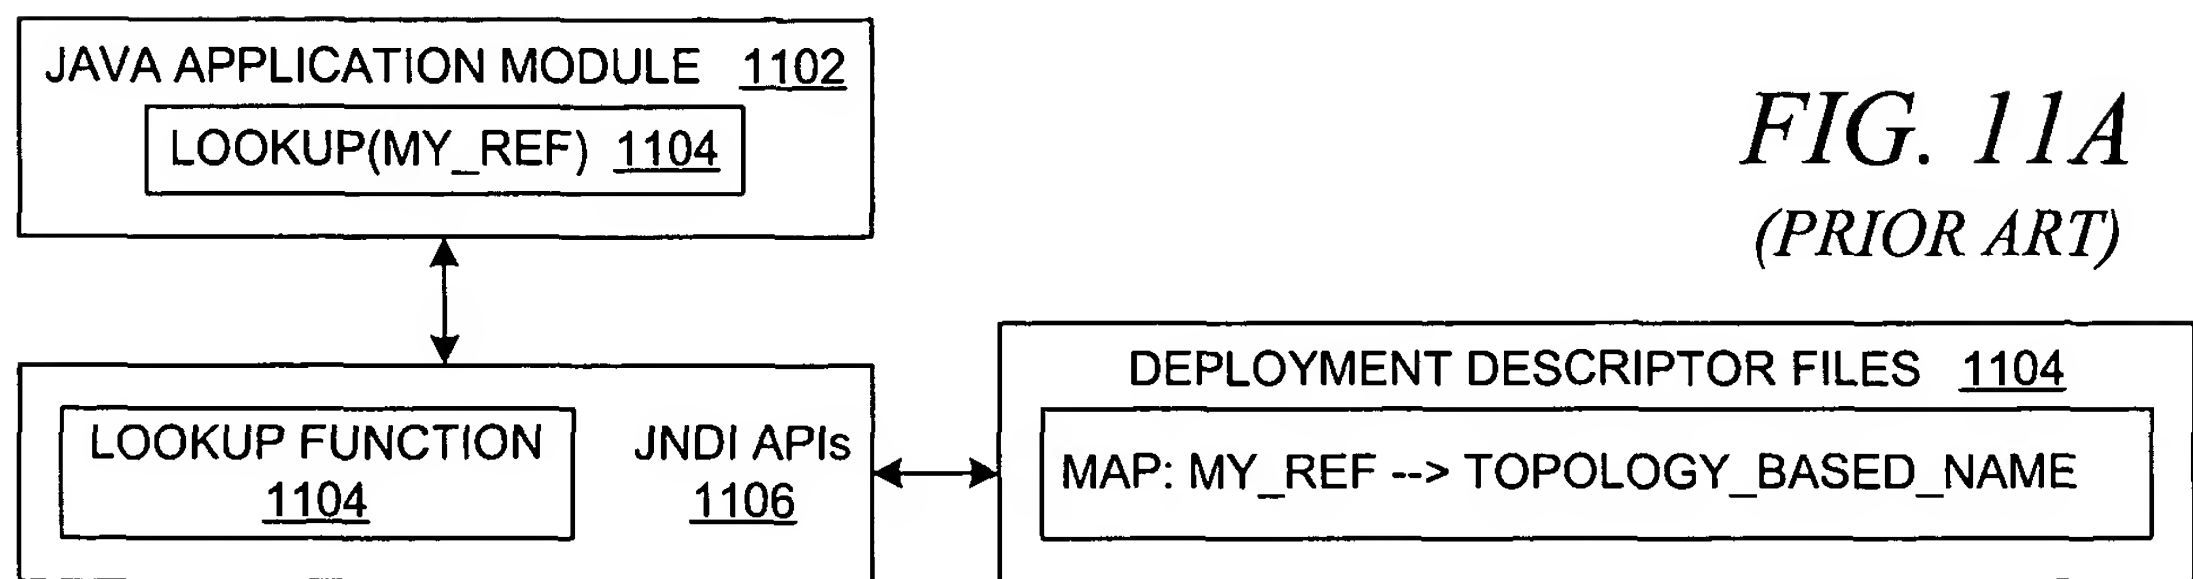 JAVA APPLICATION MODULE 1102
LOOKUP(MY_REF) 1104
FIG. 11A
(PRIOR ART)
LOOKUP FUNCTION
1104
JNDI APIs
1106
DEPLOYMENT DESCRIPTOR FILES 1104
MAP: MY_REF --> TOPOLOGY_BASED_NAME